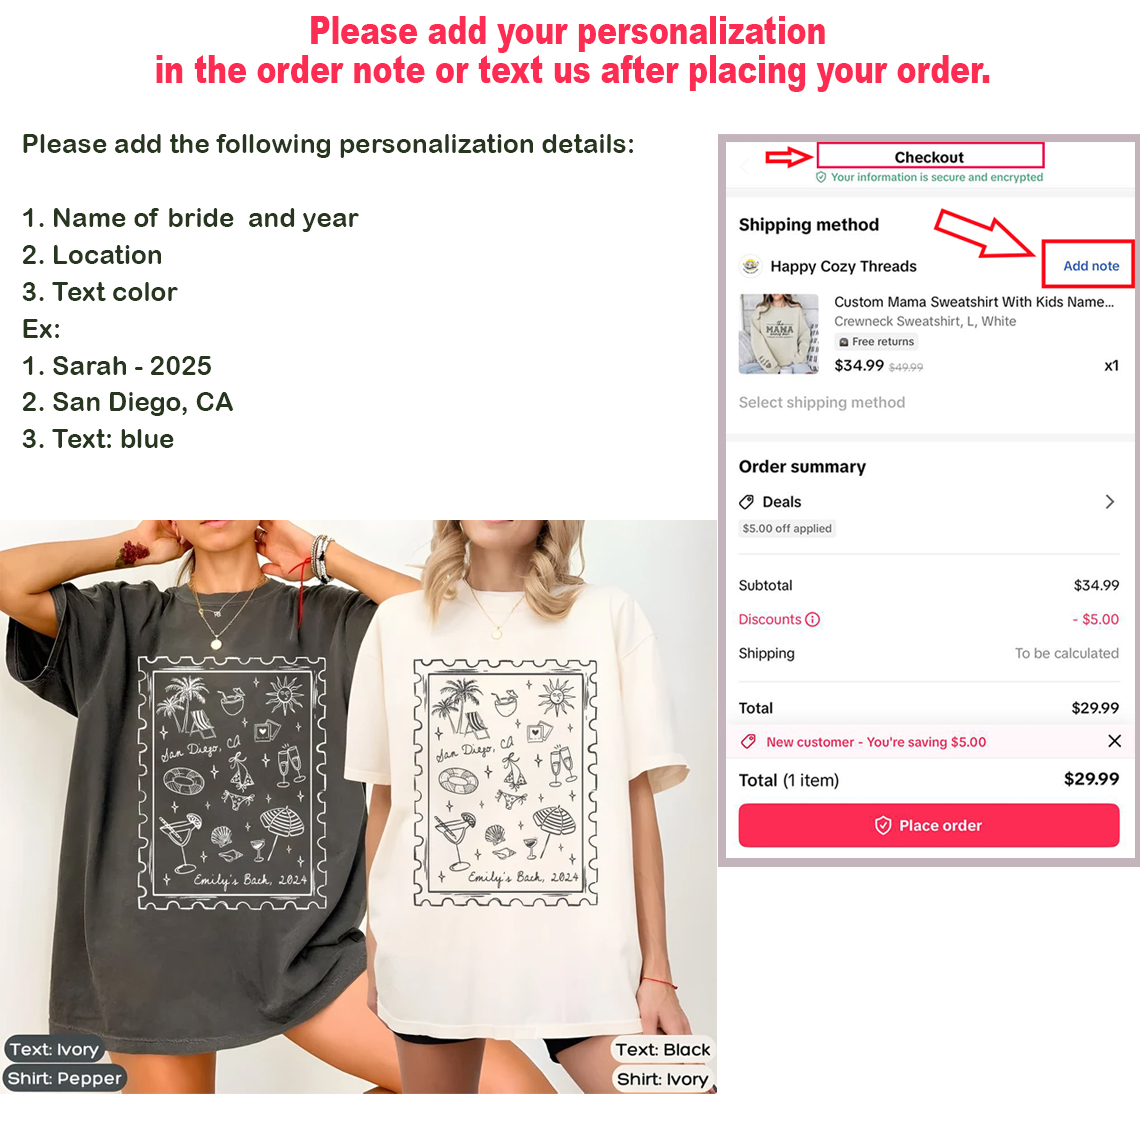 Please add your personalization
in the order note or text us after placing your order.
Please add the following personalization details:
1. Name of bride and year
2. Location
3. Text color
Ex:
1. Sarah - 2025
2. San Diego, CA
3. Text: blue
Checkout
Your information is secure and encrypted
Shipping method
Happy Cozy Threads
Add note
Custom Mama Sweatshirt With Kids Name...
Crewneck Sweatshirt, L, White
Free returns
$34.99 $49.99
x1
MAMA
Select shipping method
Order summary
Deals
$5.00 off applied
Subtotal
$34.99
Discounts
- $5.00
Shipping
To be calculated
Total
$29.99
New customer - You're saving $5.00
Total (1 item)
$29.99
Place order
San Diego, CA
Emily's Bach, 2024
San Diego, CA
Emily's Bach, 2024
Text: Ivory
Shirt: Pepper
Text: Black
Shirt: Ivory